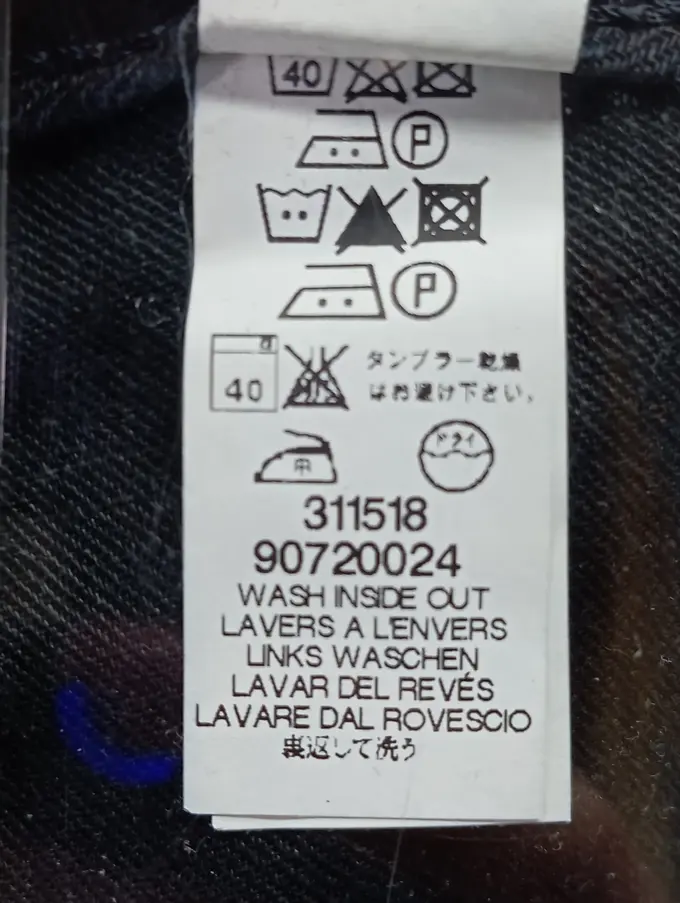 40
P
P
40
タンブラー乾燥
はお避け下さい。
中 ドライ
311518
90720024
WASH INSIDE OUT
LAVERS A L'ENVERS
LINKS WASCHEN
LAVAR DEL REVÉS
LAVARE DAL ROVESCIO
裏返して洗う